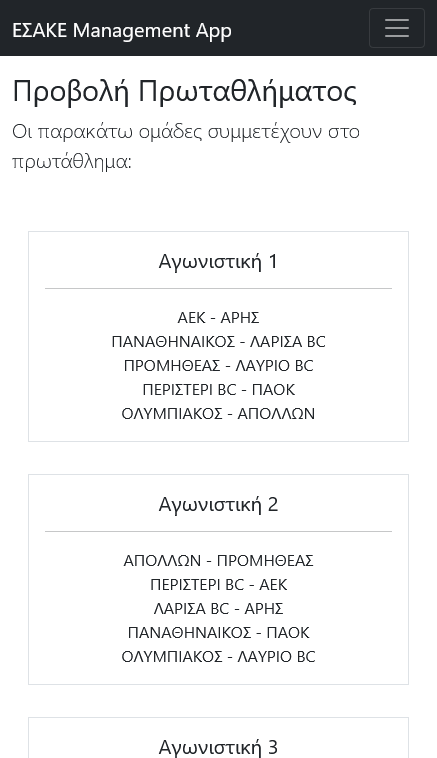 ΕΣΑΚΕ Management App
Προβολή Πρωταθλήματος
Οι παρακάτω ομάδες συμμετέχουν στο
πρωτάθλημα:
Αγωνιστική 1
ΑΕΚ - ΑΡΗΣ
ΠΑΝΑΘΗΝΑΙΚΟΣ - ΛΑΡΙΣΑ BC
ΠΡΟΜΗΘΕΑΣ - ΛΑΥΡΙΟ BC
ΠΕΡΙΣΤΕΡΙ BC - ΠΑΟΚ
ΟΛΥΜΠΙΑΚΟΣ - ΑΠΟΛΛΩΝ
Αγωνιστική 2
ΑΠΟΛΛΩΝ - ΠΡΟΜΗΘΕΑΣ
ΠΕΡΙΣΤΕΡΙ BC - ΑΕΚ
ΛΑΡΙΣΑ BC - ΑΡΗΣ
ΠΑΝΑΘΗΝΑΙΚΟΣ - ΠΑΟΚ
ΟΛΥΜΠΙΑΚΟΣ - ΛΑΥΡΙΟ BC
Αγωνιστική 3